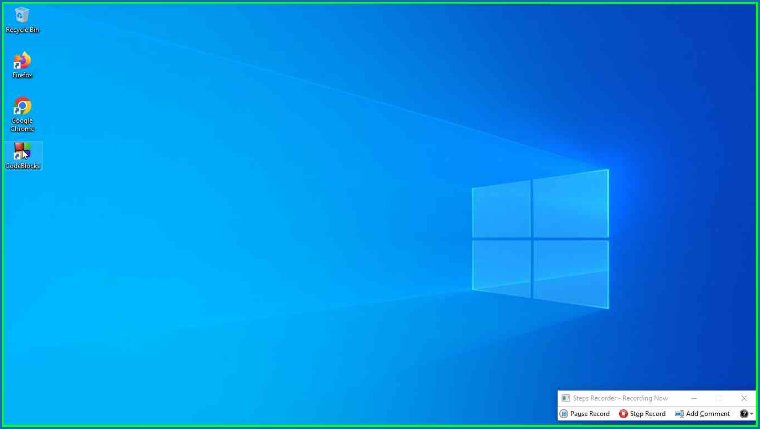 Recycle Bin
Firefox
Google
Chrome
CodeBlocks
Steps Recorder - Recording Now
Pause Record
Stop Record
Add Comment